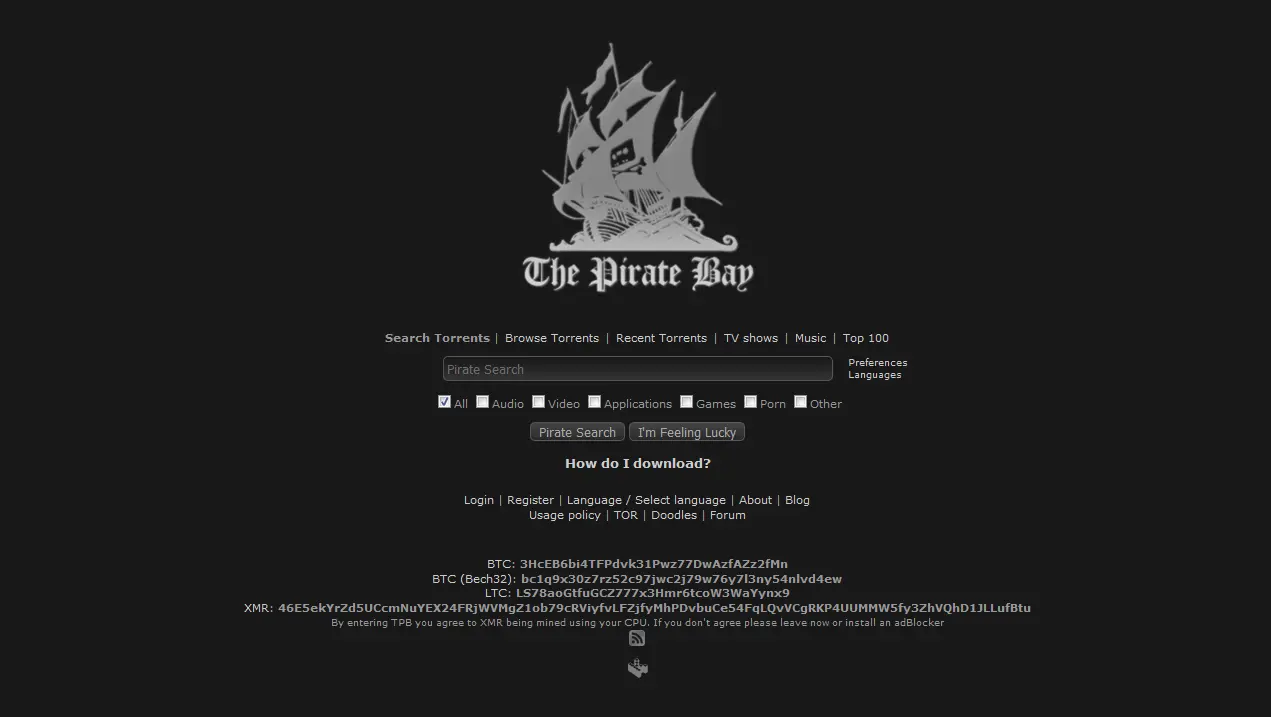 The Pirate Bay
Search Torrents | Browse Torrents | Recent Torrents | TV shows | Music | Top 100
Pirate Search
Preferences
Languages
All Audio Video Applications Games Porn Other
Pirate Search I'm Feeling Lucky
How do I download?
Login | Register | Language / Select language | About | Blog
Usage policy | TOR | Doodles | Forum
BTC: 3HcEB6bi4TFPdvk31Pwz77DwAzfAZz2fMn
BTC (Bech32): bc1q9x30z7rz52c97jwc2j79w76y7l3ny54nlvd4ew
LTC: LS78aoGtfuGCZ777x3Hmr6tcoW3WaYynx9
XMR: 46E5ekYrZd5UCcmNuYEX24FRjWVMgZ1ob79cRViyfvLFZjfyMhPDvbuCe54FqLQvVCgRKP4UUMMW5fy3ZhVQhD1JLLufBtu
By entering TPB you agree to XMR being mined using your CPU. If you don't agree please leave now or install an adBlocker